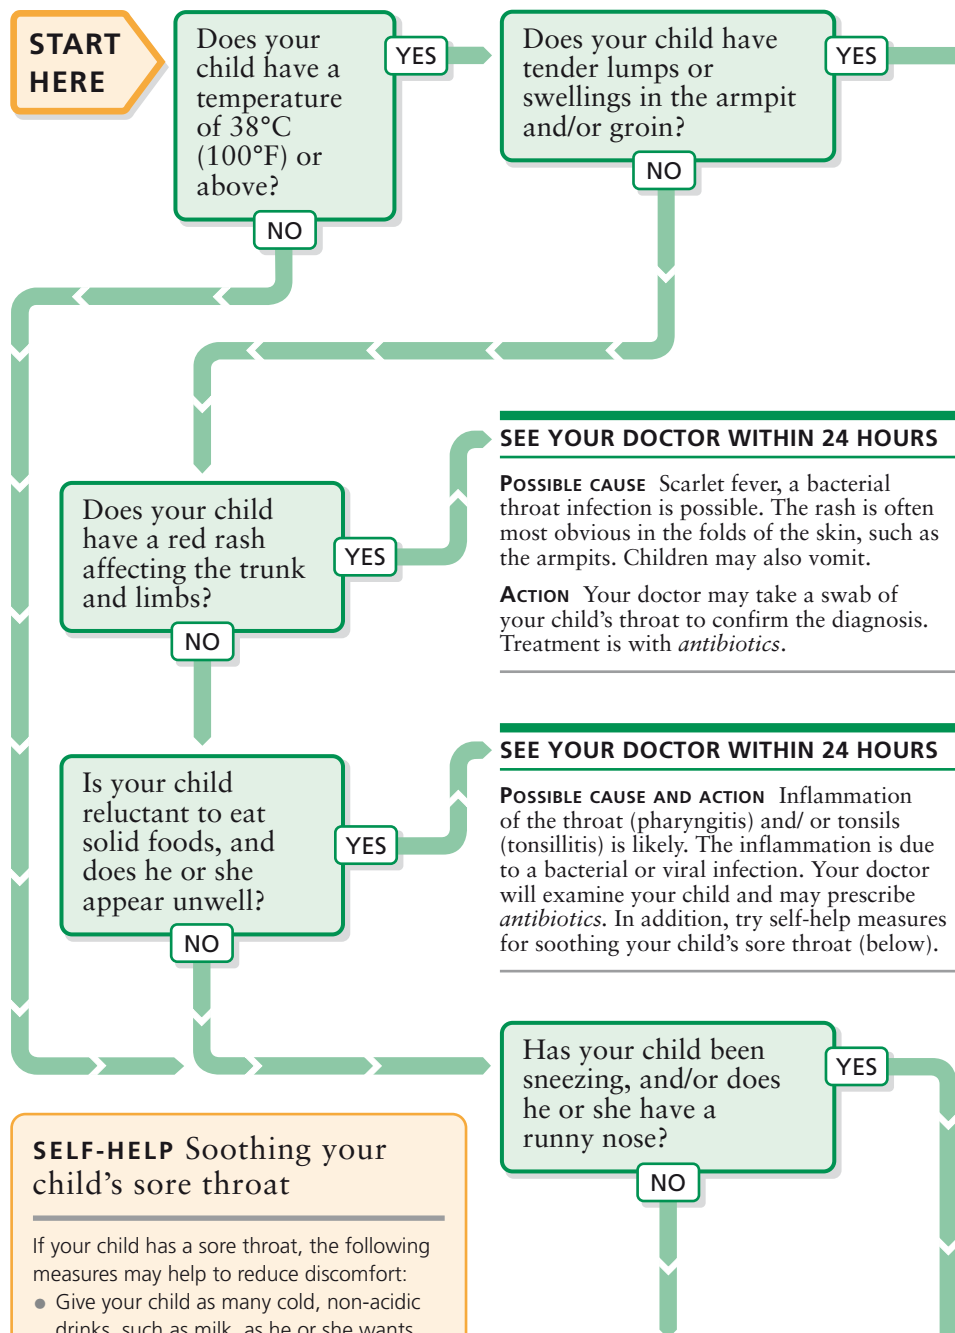 START
HERE
Does your
child have a
temperature
of 38°C
(100°F) or
above?
YES
NO
Does your child have
tender lumps or
swellings in the armpit
and/or groin?
YES
NO
Does your child
have a red rash
affecting the trunk
and limbs?
YES
NO
SEE YOUR DOCTOR WITHIN 24 HOURS
POSSIBLE CAUSE Scarlet fever, a bacterial
throat infection is possible. The rash is often
most obvious in the folds of the skin, such as
the armpits. Children may also vomit.
ACTION Your doctor may take a swab of
your child's throat to confirm the diagnosis.
Treatment is with antibiotics.
Is your child
reluctant to eat
solid foods, and
does he or she
appear unwell?
YES
NO
SEE YOUR DOCTOR WITHIN 24 HOURS
POSSIBLE CAUSE AND ACTION Inflammation
of the throat (pharyngitis) and/ or tonsils
(tonsillitis) is likely. The inflammation is due
to a bacterial or viral infection. Your doctor
will examine your child and may prescribe
antibiotics. In addition, try self-help measures
for soothing your child's sore throat (below).
Has your child been
sneezing, and/or does
he or she have a
runny nose?
YES
NO
SELF-HELP Soothing your
child's sore throat
If your child has a sore throat, the following
measures may help to reduce discomfort:
● Give your child as many cold, non-acidic
drinks, such as milk, as he or she wants